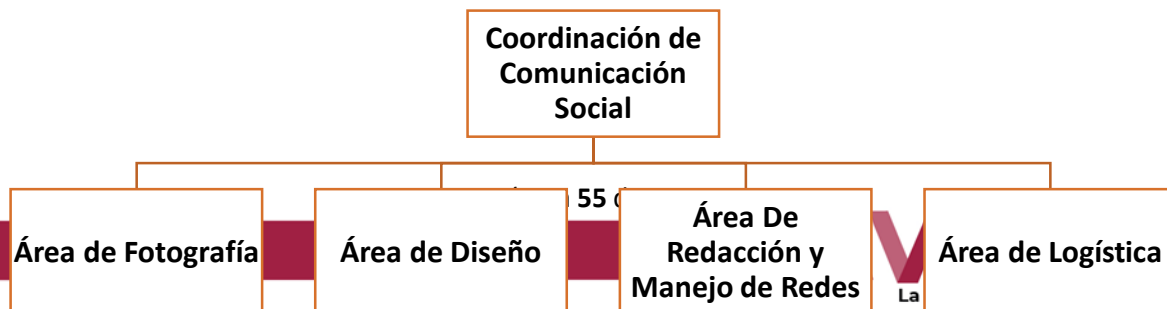 Coordinación de
Comunicación
Social
55
Área de Fotografía
Área de Diseño
Área De
Redacción y
Manejo de Redes
La
Área de Logística